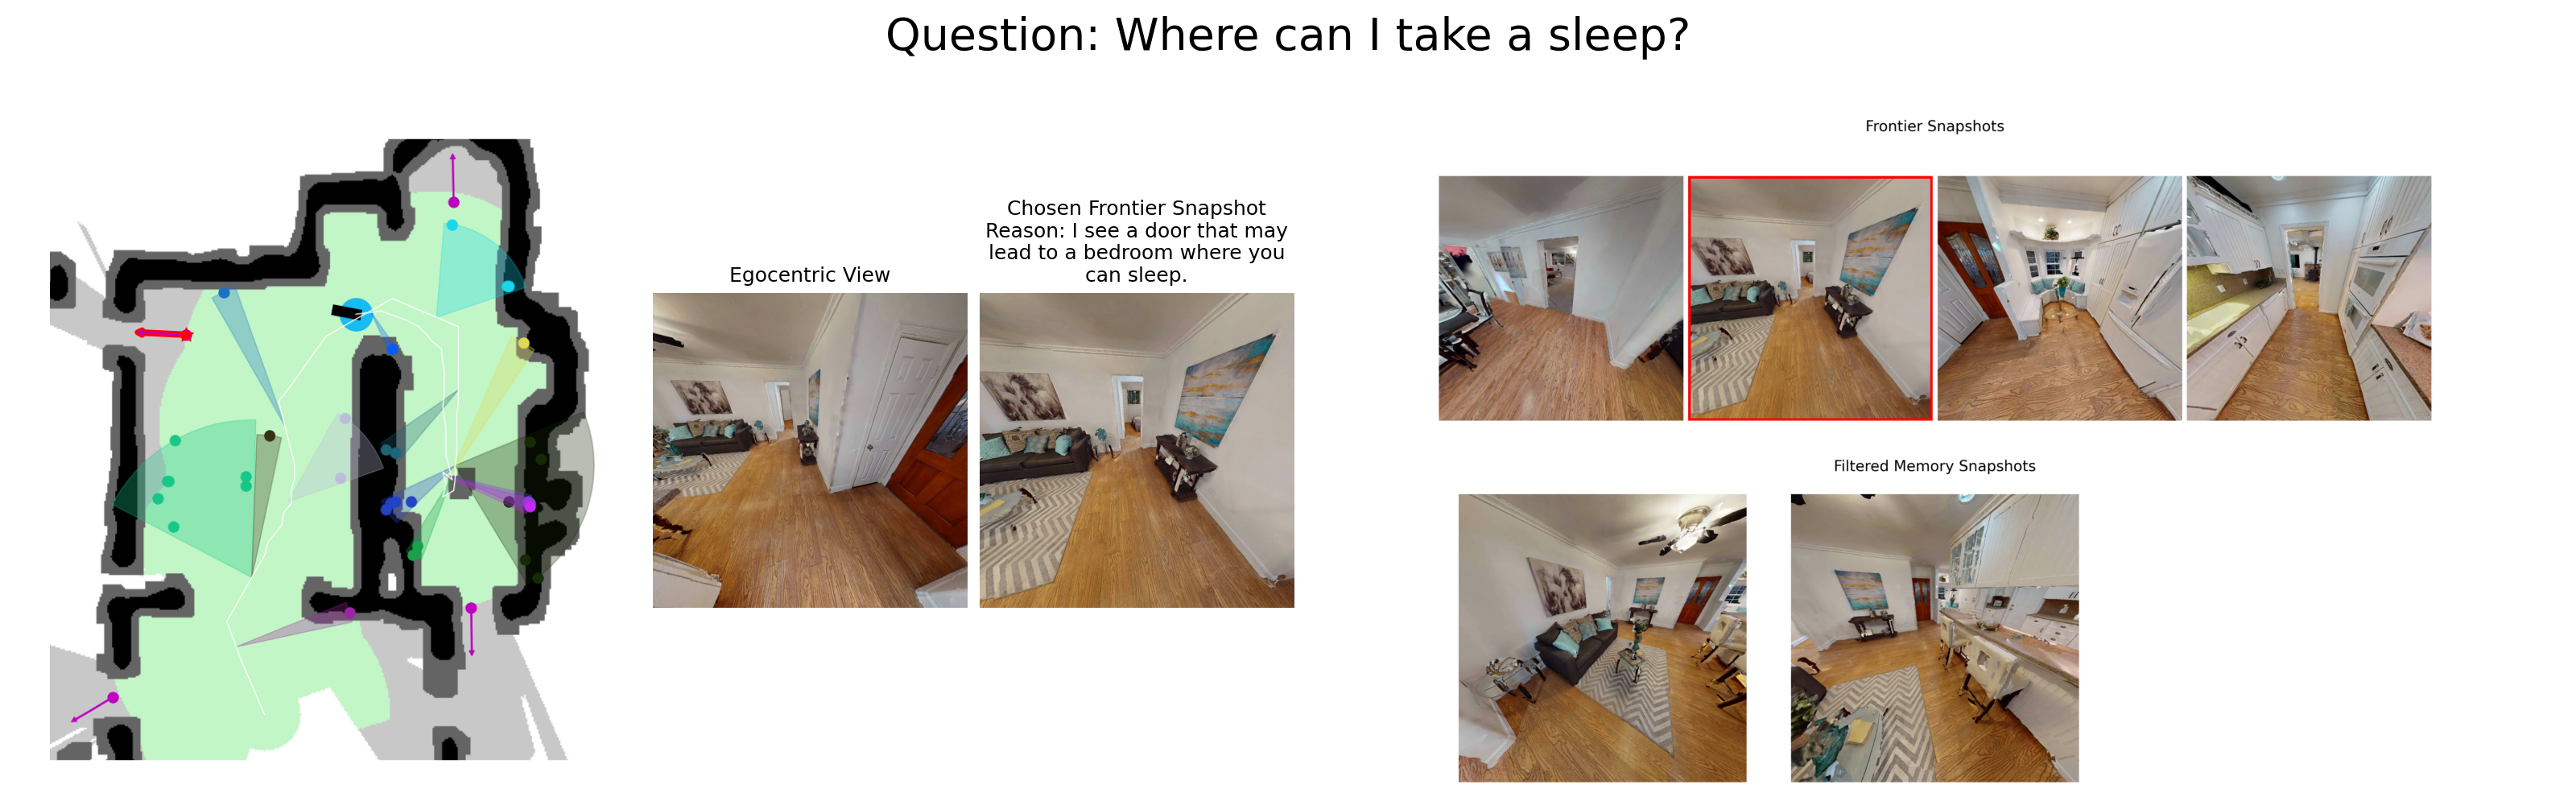 Question: Where can I take a sleep?
Frontier Snapshots
Chosen Frontier Snapshot
Reason: I see a door that may
lead to a bedroom where you
can sleep.
Egocentric View
Filtered Memory Snapshots